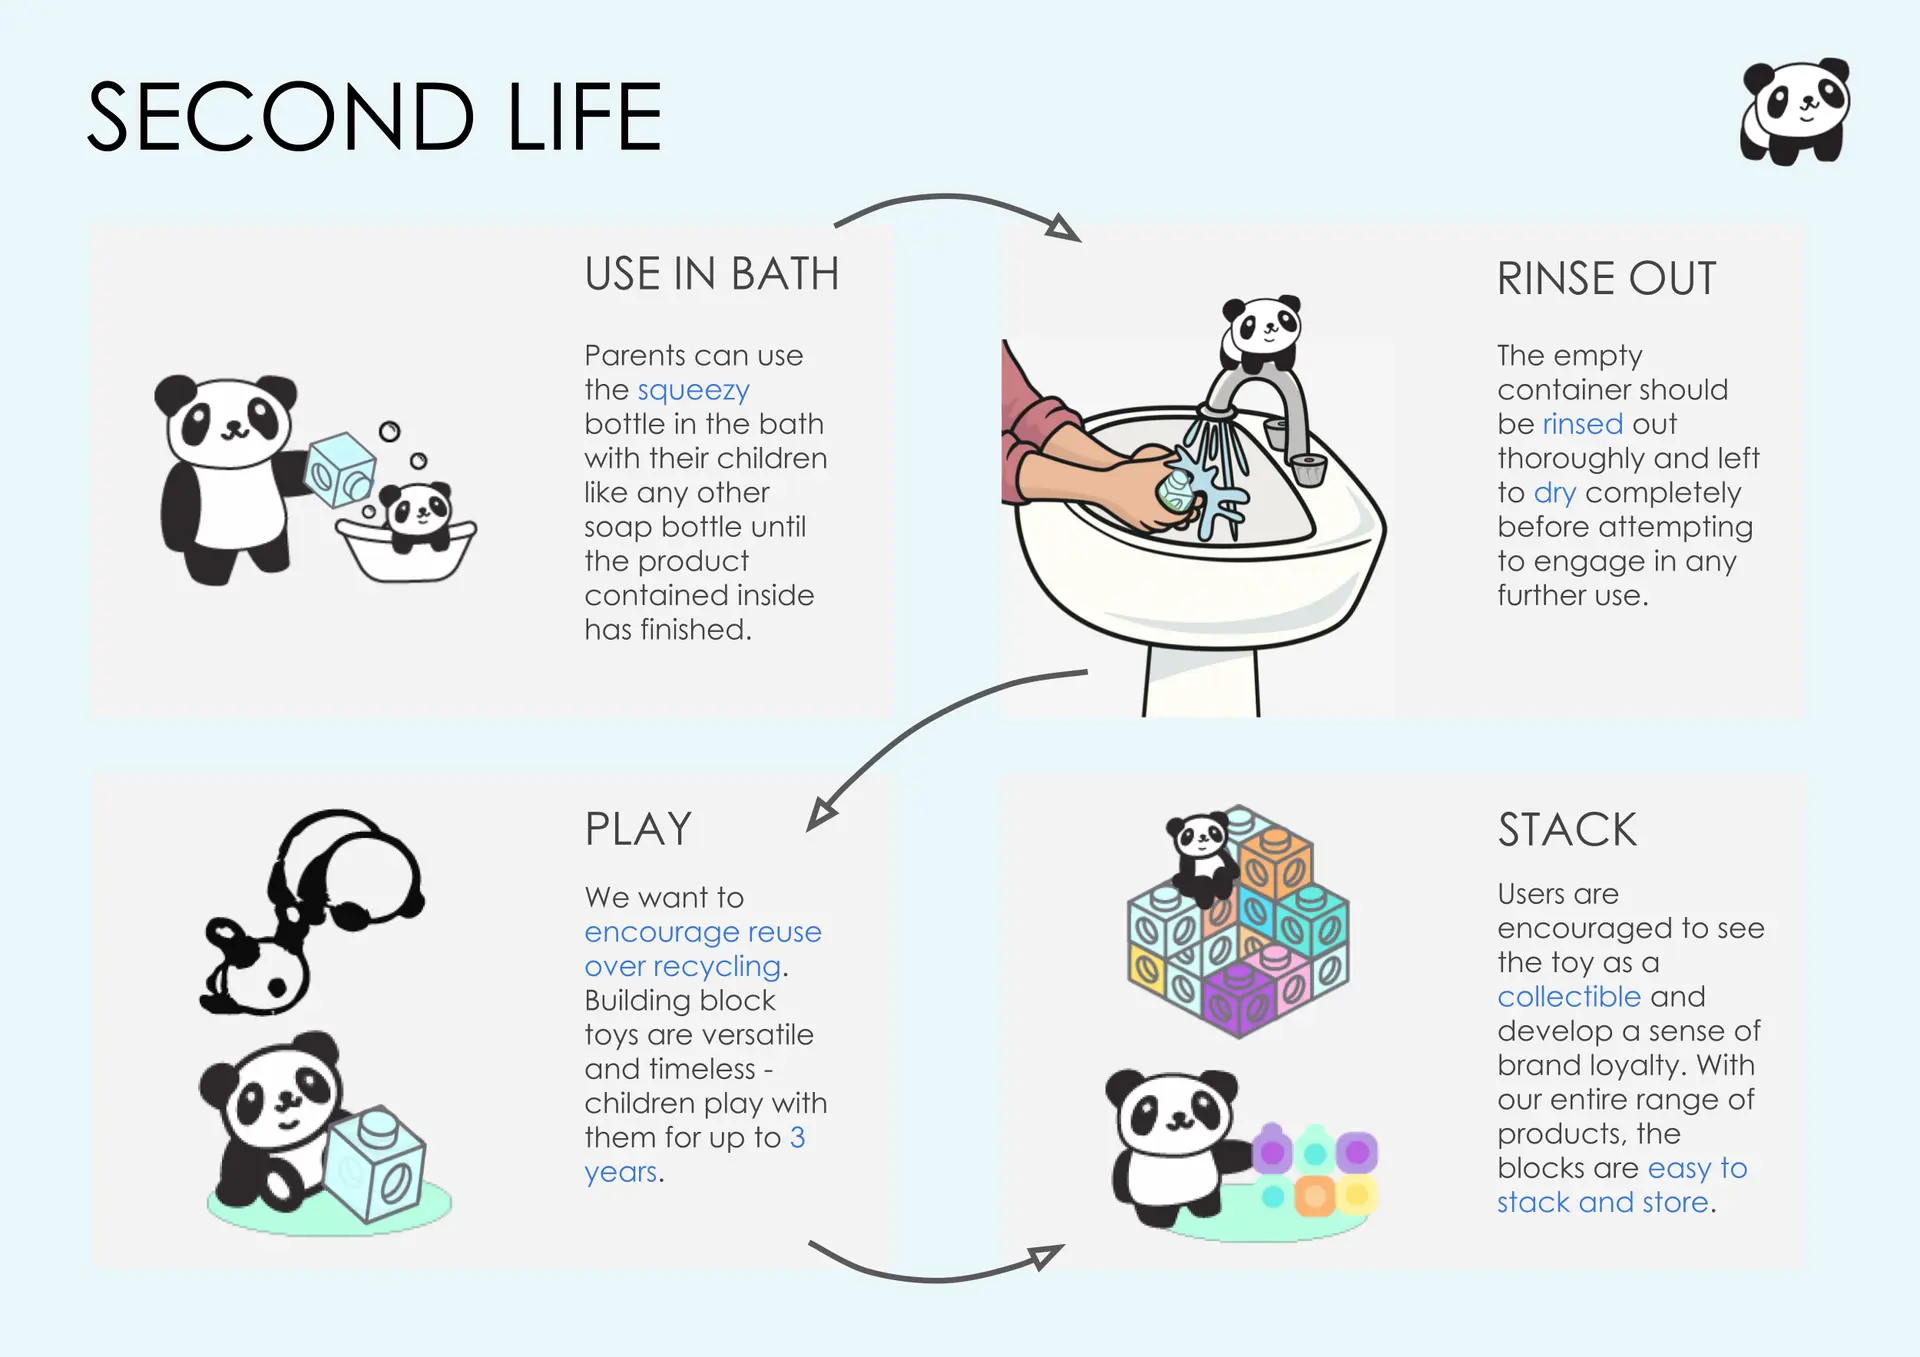 SECOND LIFE
USE IN BATH
Parents can use
the squeezy
bottle in the bath
with their children
like any other
soap bottle until
the product
contained inside
has finished.
RINSE OUT
The empty
container should
be rinsed out
thoroughly and left
to dry completely
before attempting
to engage in any
further use.
PLAY
We want to
encourage reuse
over recycling.
Building block
toys are versatile
and timeless -
children play with
them for up to 3
years.
STACK
Users are
encouraged to see
the toy as a
collectible and
develop a sense of
brand loyalty. With
our entire range of
products, the
blocks are easy to
stack and store.